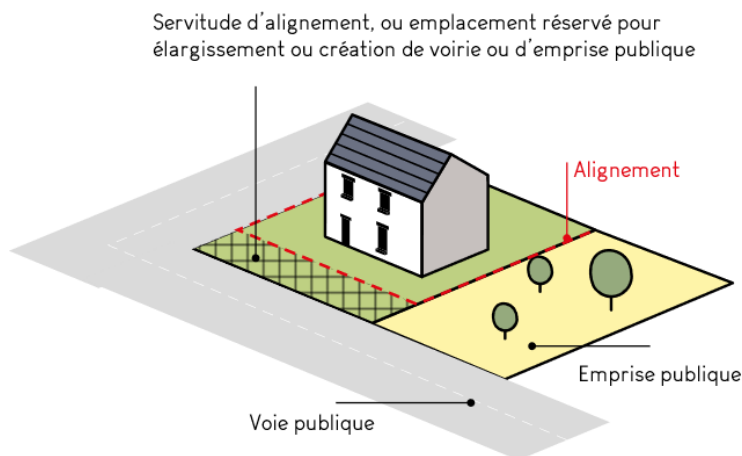 Servitude d'alignement, ou emplacement réservé pour
élargissement ou création de voirie ou d'emprise publique
Alignement
Emprise publique
Voie publique